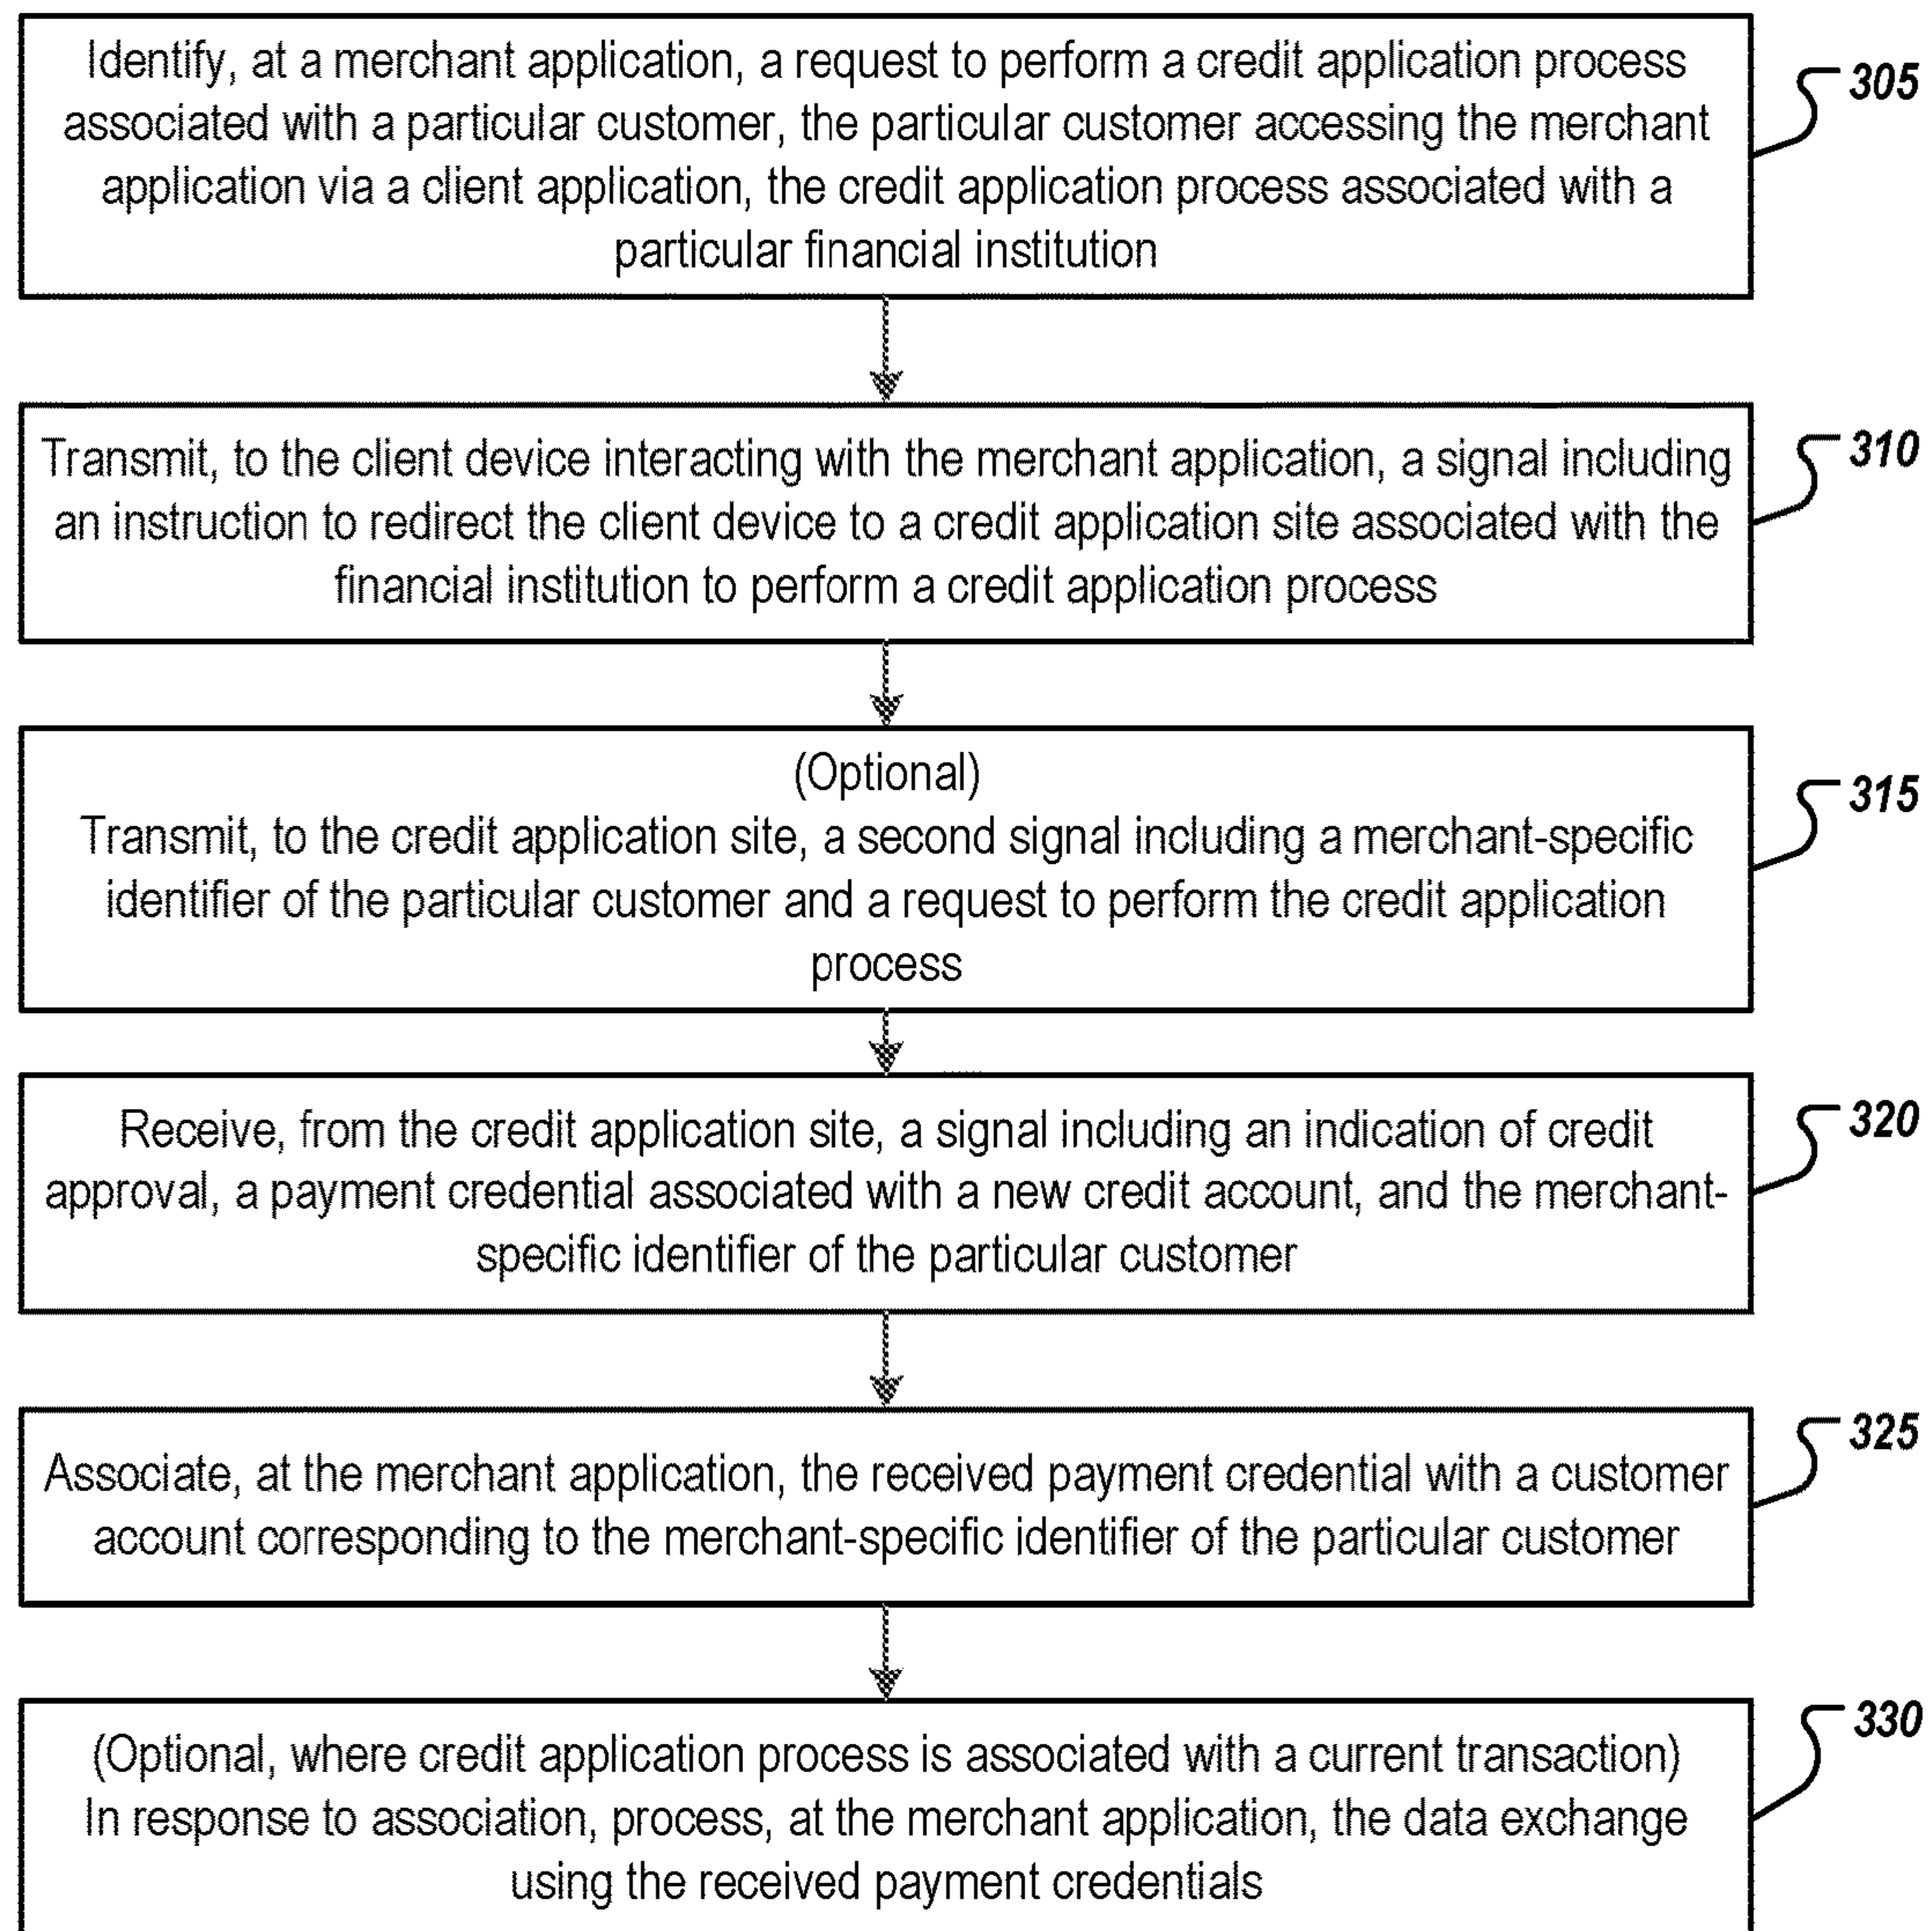 Identify, at a merchant application, a request to perform a credit application process
associated with a particular customer, the particular customer accessing the merchant
application via a client application, the credit application process associated with a
particular financial institution
305
Transmit, to the client device interacting with the merchant application, a signal including
an instruction to redirect the client device to a credit application site associated with the
financial institution to perform a credit application process
310
(Optional)
Transmit, to the credit application site, a second signal including a merchant-specific
identifier of the particular customer and a request to perform the credit application
process
315
Receive, from the credit application site, a signal including an indication of credit
approval, a payment credential associated with a new credit account, and the merchant-
specific identifier of the particular customer
320
Associate, at the merchant application, the received payment credential with a customer
account corresponding to the merchant-specific identifier of the particular customer
325
(Optional, where credit application process is associated with a current transaction)
In response to association, process, at the merchant application, the data exchange
using the received payment credentials
330